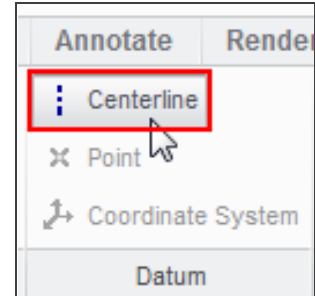 Annotate Render
Centerline
Point
Coordinate System
Datum